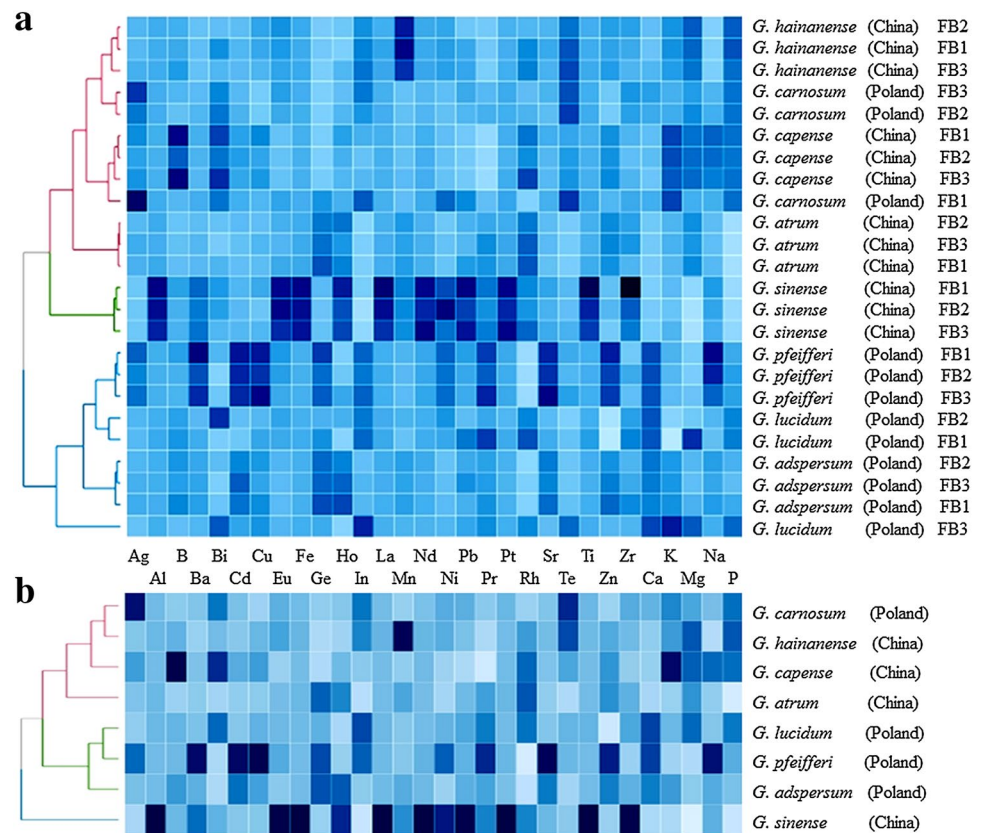 a
G. hainanense (China) FB2
G. hainanense (China) FB1
G. hainanense (China) FB3
G. carnosum (Poland) FB3
G. carnosum (Poland) FB2
G. capense (China) FB1
G. capense (China) FB2
G. capense (China) FB3
G. carnosum (Poland) FB1
G. atrum (China) FB2
G. atrum (China) FB3
G. atrum (China) FB1
G. sinense (China) FB1
G. sinense (China) FB2
G. sinense (China) FB3
G. pfeifferi (Poland) FB1
G. pfeifferi (Poland) FB2
G. pfeifferi (Poland) FB3
G. lucidum (Poland) FB2
G. lucidum (Poland) FB1
G. adspersum (Poland) FB2
G. adspersum (Poland) FB3
G. adspersum (Poland) FB1
G. lucidum (Poland) FB3
Ag B Bi Cu Fe Ho La Nd Pb Pt Sr Ti Zr K Na
Al Ba Cd Eu Ge In Mn Ni Pr Rh Te Zn Ca Mg P
b
G. carnosum (Poland)
G. hainanense (China)
G. capense (China)
G. atrum (China)
G. lucidum (Poland)
G. pfeifferi (Poland)
G. adspersum (Poland)
G. sinense (China)